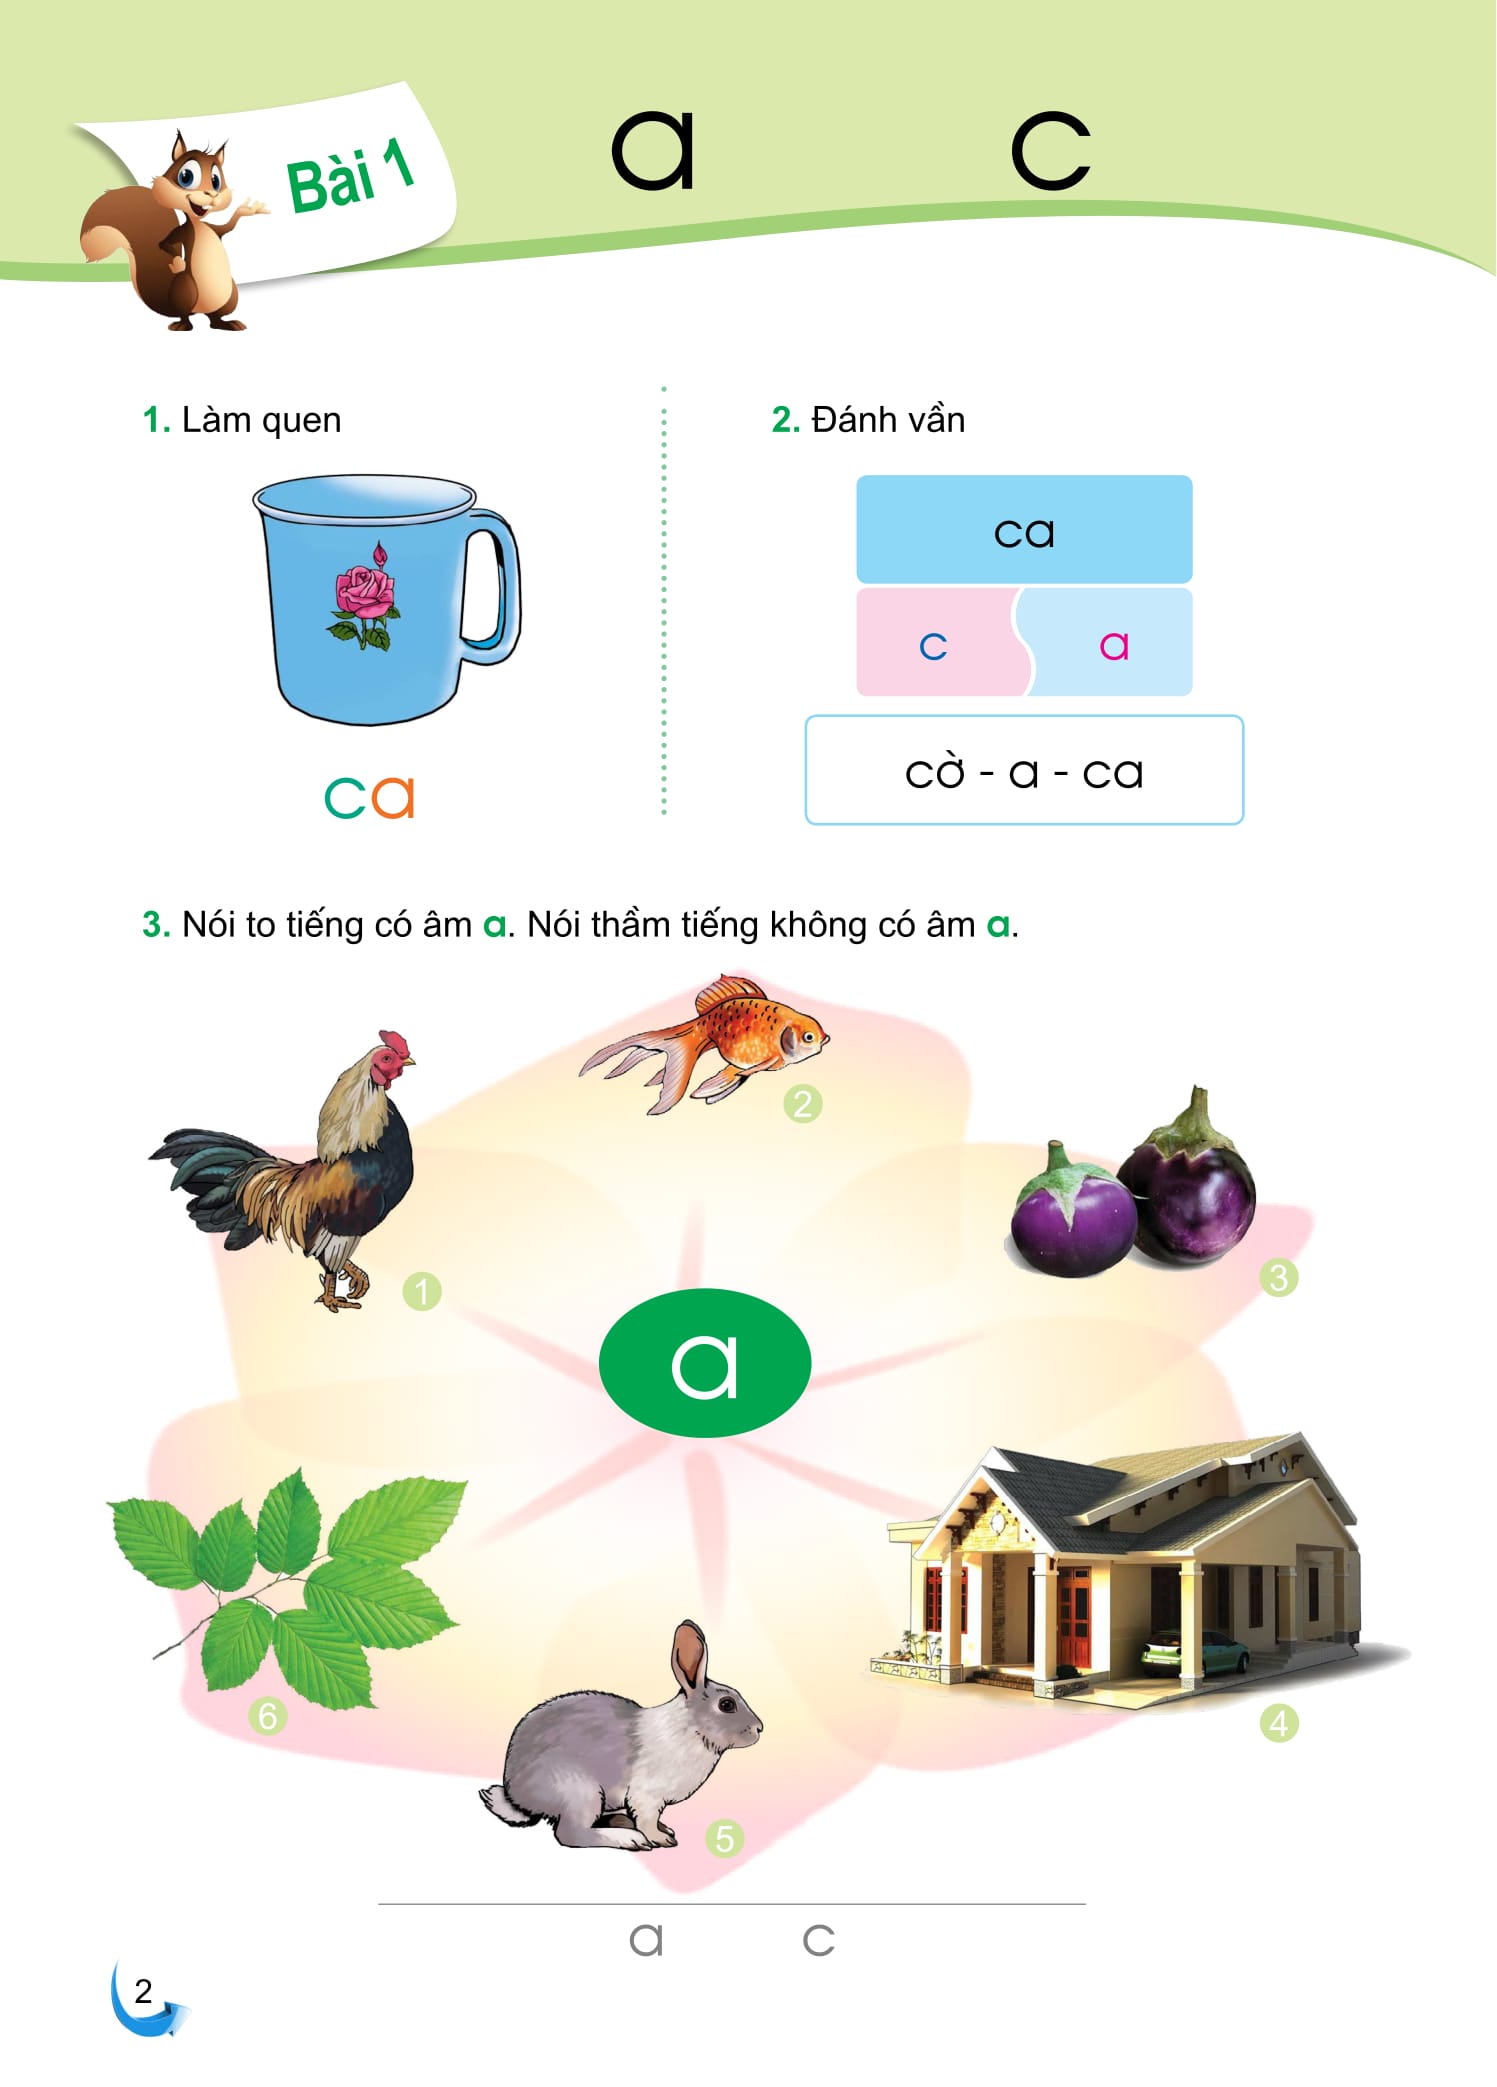 Bài 1
a c
1. Làm quen
ca
2. Đánh vần
ca
c a
cờ - a - ca
3. Nói to tiếng có âm a. Nói thầm tiếng không có âm a.
1
2
3
a
4
5
6
a c
2